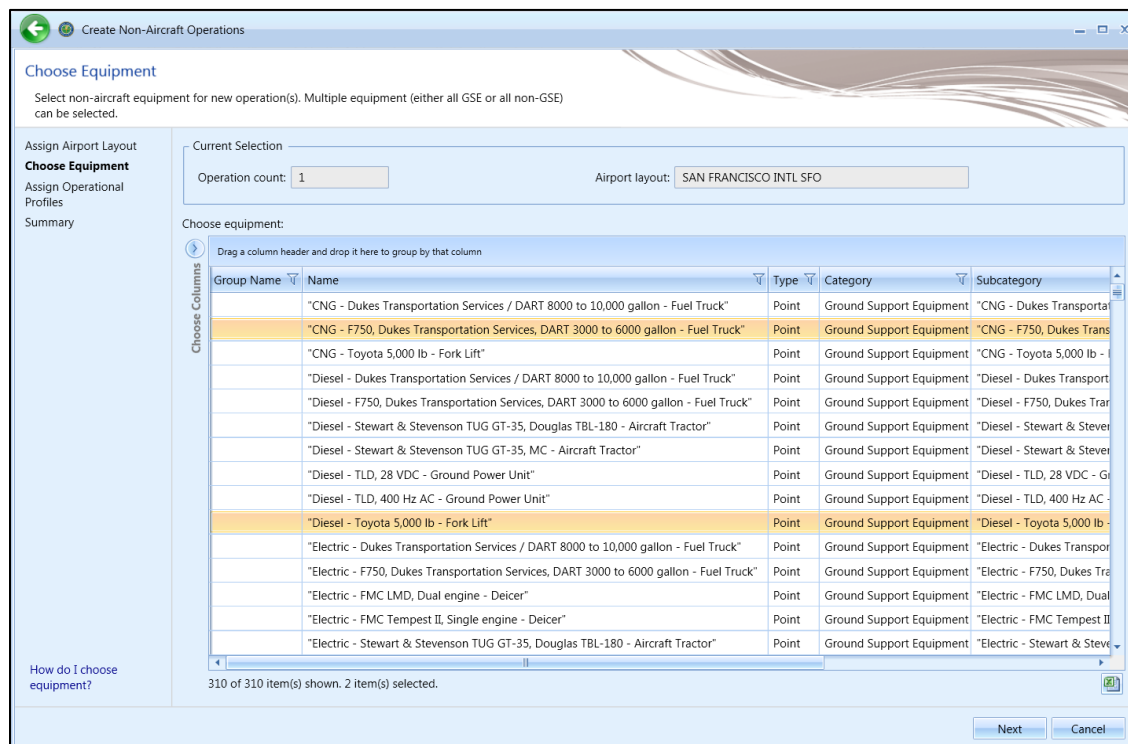 Create Non-Aircraft Operations
Choose Equipment
Select non-aircraft equipment for new operation(s). Multiple equipment (either all GSE or all non-GSE)
can be selected.
Assign Airport Layout
Choose Equipment
Assign Operational
Profiles
Summary
Current Selection
Operation count: 1 Airport layout: SAN FRANCISCO INTL SFO
Choose equipment:
Choose Columns
Drag a column header and drop it here to group by that column
Group Name Name Type Category Subcategory
"CNG - Dukes Transportation Services / DART 8000 to 10,000 gallon - Fuel Truck" Point Ground Support Equipment "CNG - Dukes Transportat
"CNG - F750, Dukes Transportation Services, DART 3000 to 6000 gallon - Fuel Truck" Point Ground Support Equipment "CNG - F750, Dukes Trans
"CNG - Toyota 5,000 lb - Fork Lift" Point Ground Support Equipment "CNG - Toyota 5,000 lb -
"Diesel - Dukes Transportation Services / DART 8000 to 10,000 gallon - Fuel Truck" Point Ground Support Equipment "Diesel - Dukes Transport
"Diesel - F750, Dukes Transportation Services, DART 3000 to 6000 gallon - Fuel Truck" Point Ground Support Equipment "Diesel - F750, Dukes Tran
"Diesel - Stewart & Stevenson TUG GT-35, Douglas TBL-180 - Aircraft Tractor" Point Ground Support Equipment "Diesel - Stewart & Steven
"Diesel - Stewart & Stevenson TUG GT-35, MC - Aircraft Tractor" Point Ground Support Equipment "Diesel - Stewart & Steven
"Diesel - TLD, 28 VDC - Ground Power Unit" Point Ground Support Equipment "Diesel - TLD, 28 VDC - G
"Diesel - TLD, 400 Hz AC - Ground Power Unit" Point Ground Support Equipment "Diesel - TLD, 400 Hz AC -
"Diesel - Toyota 5,000 lb - Fork Lift" Point Ground Support Equipment "Diesel - Toyota 5,000 lb -
"Electric - Dukes Transportation Services / DART 8000 to 10,000 gallon - Fuel Truck" Point Ground Support Equipment "Electric - Dukes Transpor
"Electric - F750, Dukes Transportation Services, DART 3000 to 6000 gallon - Fuel Truck" Point Ground Support Equipment "Electric - F750, Dukes Tra
"Electric - FMC LMD, Dual engine - Deicer" Point Ground Support Equipment "Electric - FMC LMD, Dual
"Electric - FMC Tempest II, Single engine - Deicer" Point Ground Support Equipment "Electric - FMC Tempest II
"Electric - Stewart & Stevenson TUG GT-35, Douglas TBL-180 - Aircraft Tractor" Point Ground Support Equipment "Electric - Stewart & Steve
310 of 310 item(s) shown. 2 item(s) selected.
How do I choose
equipment?
Next Cancel